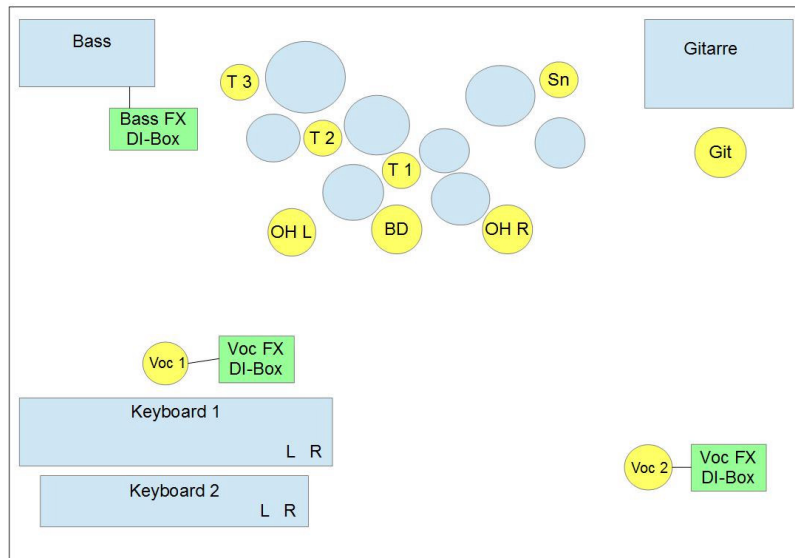 Bass
Gitarre
T 3
Sn
Bass FX
DI-Box
T 2
Git
T 1
OH L
BD
OH R
Voc 1
Voc FX
DI-Box
Keyboard 1
L R
Voc 2
Voc FX
DI-Box
Keyboard 2
L R